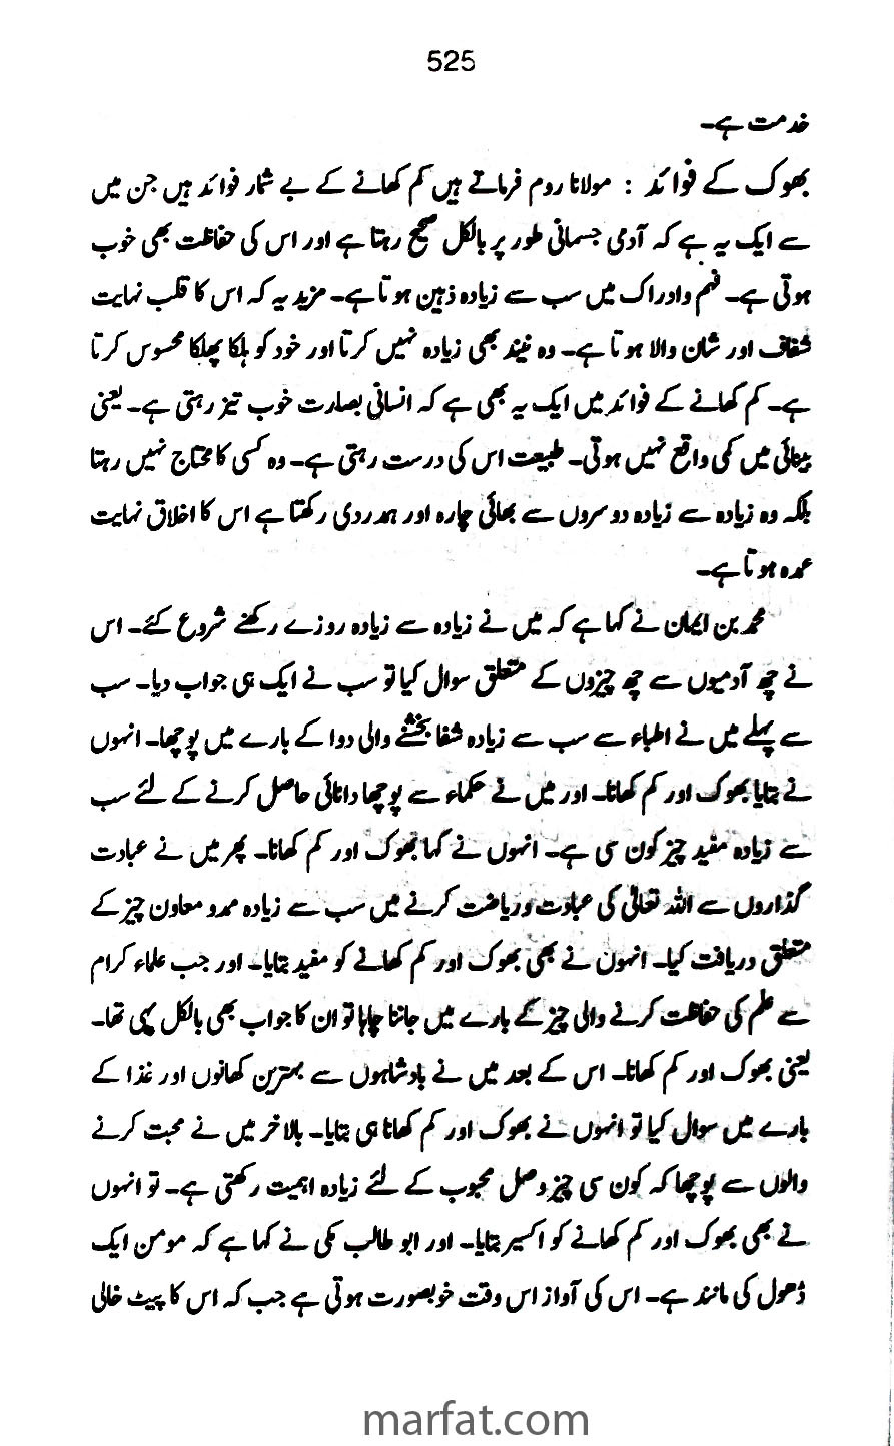 525
خدمت ہے۔
بھوک کے فوائد : مولانا روم فرماتے ہیں کم کھانے کے بے شمار فوائد ہیں جن میں
سے ایک یہ ہے کہ آدمی جسمانی طور پر بالکل صحیح رہتا ہے اور اس کی حفاظت بھی خوب
ہوتی ہے۔ فہم وادراک میں سب سے زیادہ ذہین ہوتا ہے۔ مزید یہ کہ اس کا قلب نہایت
شفاف اور شان والا ہوتا ہے۔ وہ نیند بھی زیادہ نہیں کرتا اور خود کو ہلکا پھلکا محسوس کرتا
ہے۔ کم کھانے کے فوائد میں ایک یہ بھی ہے کہ انسانی بصارت خوب تیز رہتی ہے۔ یعنی
بینائی میں کمی واقع نہیں ہوتی۔ طبیعت اس کی درست رہتی ہے۔ وہ کسی کا محتاج نہیں رہتا
بلکہ وہ زیادہ سے زیادہ دوسروں سے بھائی چارہ اور ہمدردی رکھتا ہے اس کا اخلاق نہایت
عمدہ ہوتا ہے۔
محمد بن ایمان نے کہا ہے کہ میں نے زیادہ سے زیادہ روزے رکھنے شروع کئے۔ اس
نے چھ آدمیوں سے چھ چیزوں کے متعلق سوال کیا تو سب نے ایک ہی جواب دیا۔ سب
سے پہلے میں نے اطباء سے سب سے زیادہ شفا بخشنے والی دوا کے بارے میں پوچھا۔ انہوں
نے بتایا بھوک اور کم کھانا۔ اور میں نے حکماء سے پوچھا دانائی حاصل کرنے کے لئے سب
سے زیادہ مفید چیز کون سی ہے۔ انہوں نے کہا بھوک اور کم کھانا۔ پھر میں نے عبادت
گذاروں سے اللہ تعالٰی کی عبادت و ریاضت کرنے میں سب سے زیادہ ممد و معاون چیز کے
متعلق دریافت کیا۔ انہوں نے بھی بھوک اور کم کھانے کو مفید بتایا۔ اور جب علماء کرام
سے علم کی حفاظت کرنے والی چیز کے بارے میں جاننا چاہا تو ان کا جواب بھی بالکل یہی تھا۔
یعنی بھوک اور کم کھانا۔ اس کے بعد میں نے بادشاہوں سے بہترین کھانوں اور غذا کے
بارے میں سوال کیا تو انہوں نے بھوک اور کم کھانا ہی بتایا۔ بالاخر میں نے محبت کرنے
والوں سے پوچھا کہ کون سی چیز وصل محبوب کے لئے زیادہ اہمیت رکھتی ہے۔ تو انہوں
نے بھی بھوک اور کم کھانے کو اکسیر بتایا۔ اور ابو طالب مکی نے کہا ہے کہ مومن ایک
ڈھول کی مانند ہے۔ اس کی آواز اس وقت خوبصورت ہوتی ہے جب کہ اس کا پیٹ خالی
marfat.com